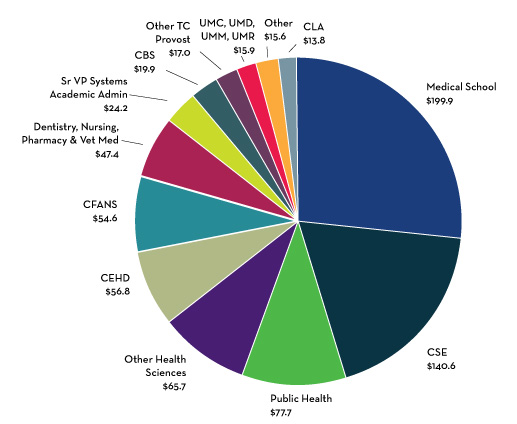 Other TC
Provost
$17.0
UMC, UMD,
UMM, UMR
$15.9
Other
$15.6
CLA
$13.8
CBS
$19.9
Sr VP Systems
Academic Admin
$24.2
Medical School
$199.9
Dentistry, Nursing,
Pharmacy & Vet Med
$47.4
CFANS
$54.6
CEHD
$56.8
Other Health
Sciences
$65.7
CSE
$140.6
Public Health
$77.7